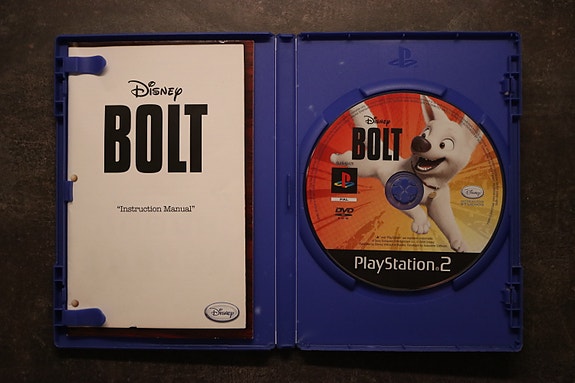 Disney
BOLT
“Instruction Manual”
Disney
Disney
BOLT
PAL
DVD
Disney
PlayStation®2